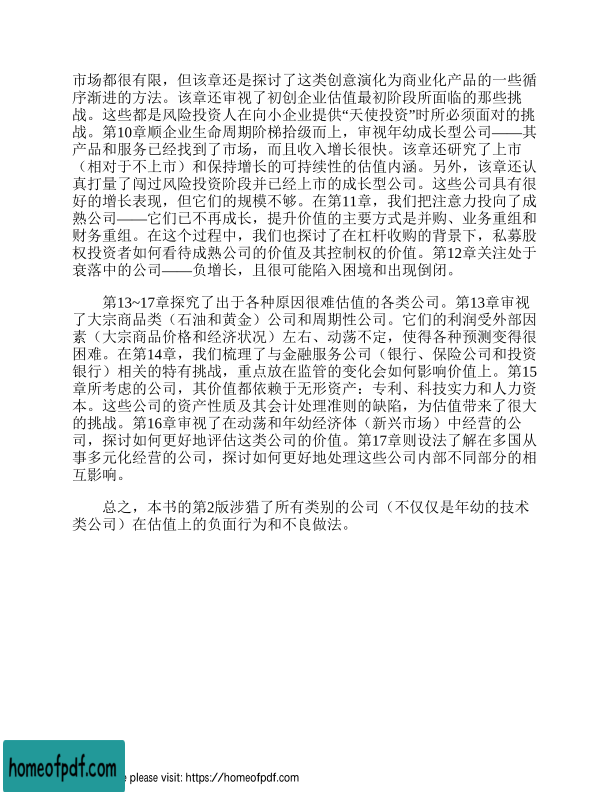 市场都很有限，但该章还是探讨了这类创意演化为商业化产品的一些循
序渐进的方法。该章还审视了初创企业估值最初阶段所面临的那些挑
战。这些都是风险投资人在向小企业提供“天使投资”时所必须面对的挑
战。第10章顺企业生命周期阶梯拾级而上，审视年幼成长型公司——其
产品和服务已经找到了市场，而且收入增长很快。该章还研究了上市
（相对于不上市）和保持增长的可持续性的估值内涵。另外，该章还认
真打量了闯过风险投资阶段并已经上市的成长型公司。这些公司具有很
好的增长表现，但它们的规模不够。在第11章，我们把注意力投向了成
熟公司——它们已不再成长，提升价值的主要方式是并购、业务重组和
财务重组。在这个过程中，我们也探讨了在杠杆收购的背景下，私募股
权投资者如何看待成熟公司的价值及其控制权的价值。第12章关注处于
衰落中的公司——负增长，且很可能陷入困境和出现倒闭。
第13~17章探究了出于各种原因很难估值的各类公司。第13章审视
了大宗商品类（石油和黄金）公司和周期性公司。它们的利润受外部因
素（大宗商品价格和经济状况）左右、动荡不定，使得各种预测变得很
困难。在第14章，我们梳理了与金融服务公司（银行、保险公司和投资
银行）相关的特有挑战，重点放在监管的变化会如何影响价值上。第15
章所考虑的公司，其价值都依赖于无形资产：专利、科技实力和人力资
本。这些公司的资产性质及其会计处理准则的缺陷，为估值带来了很大
的挑战。第16章审视了在动荡和年幼经济体（新兴市场）中经营的公
司，探讨如何更好地评估这类公司的价值。第17章则设法了解在多国从
事多元化经营的公司，探讨如何更好地处理这些公司内部不同部分的相
互影响。
总之，本书的第2版涉猎了所有类别的公司（不仅仅是年幼的技术
类公司）在估值上的负面行为和不良做法。
homeofpdf.com
e please visit: https://homeofpdf.com